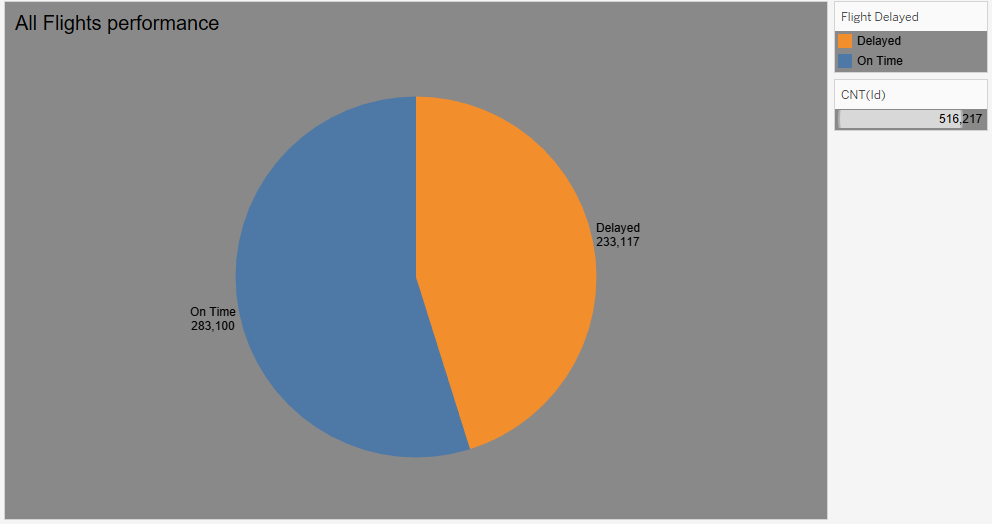 All Flights performance
Delayed
233,117
On Time
283,100
Flight Delayed
Delayed
On Time
CNT(Id)
516,217